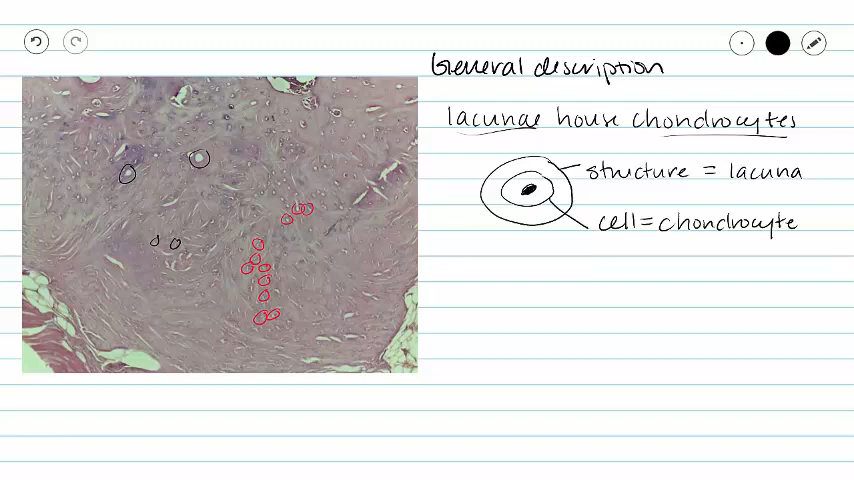 General description
lacunae house chondrocytes
structure = lacuna
cell = chondrocyte